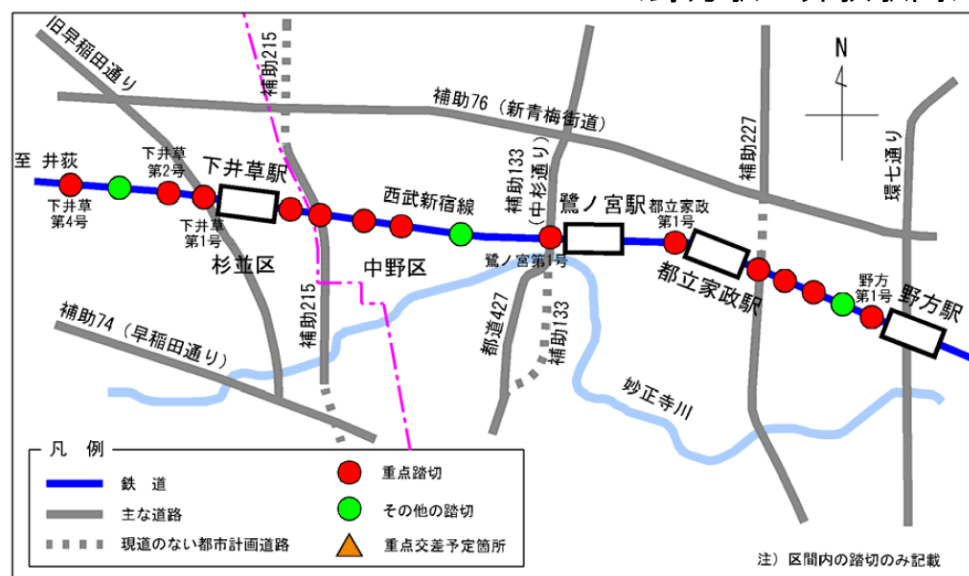 旧早稲田通り
補助215
補助76(新青梅街道)
N
補助227
環七通り
至 井荻
下井草
第2号
下井草駅
西武新宿線
補助133
(中杉通り)
鷺ノ宮駅
都立家政
第1号
下井草
第4号
下井草
第1号
杉並区
中野区
鷺ノ宮第1号
都立家政駅
野方
第1号
野方駅
補助74(早稲田通り)
補助215
都道427
補助133
妙正寺川
凡 例
鉄 道
主な道路
現道のない都市計画道路
重点踏切
その他の踏切
重点交差予定箇所
注)区間内の踏切のみ記載